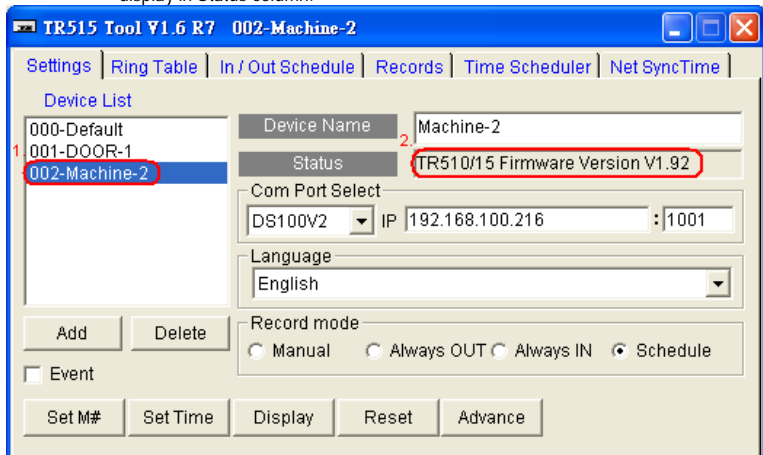 TR515 Tool V1.6 R7 002-Machine-2
Settings Ring Table In / Out Schedule Records Time Scheduler Net SyncTime
Device List
000-Default
1. 001-DOOR-1
002-Machine-2
Device Name 2. Machine-2
Status TR510/15 Firmware Version V1.92
Com Port Select
DS100V2 IP 192.168.100.216 : 1001
Language
English
Add Delete
Record mode
Manual Always OUT Always IN Schedule
Event
Set M# Set Time Display Reset Advance